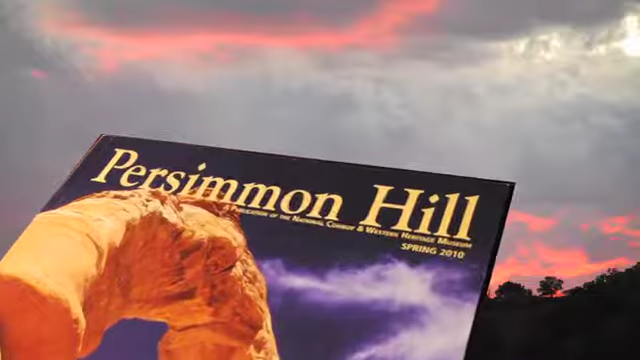 Persimmon Hill
Publication of the National Cowboy & Western Heritage Museum
SPRING 2010